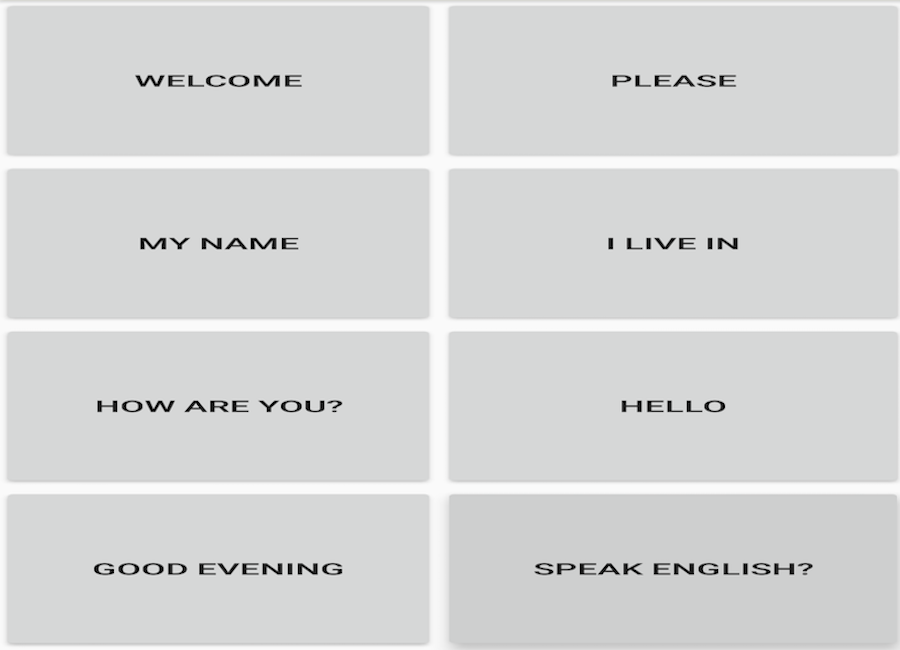 WELCOME
PLEASE
MY NAME
I LIVE IN
HOW ARE YOU?
HELLO
GOOD EVENING
SPEAK ENGLISH?